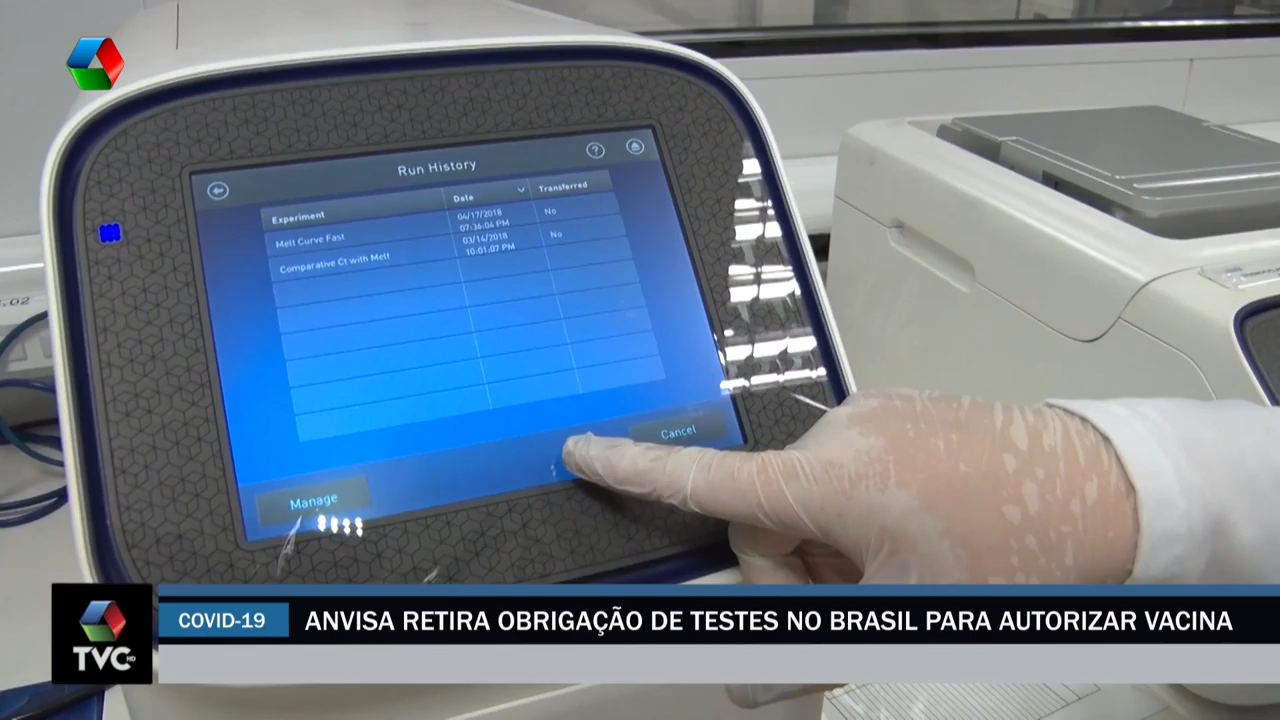 Run History
?
Experiment Date Transferred
Melt Curve Fast 04/17/2018 07:36:04 PM No
Comparative Ct with Melt 03/14/2018 10:01:07 PM No
Cancel
Manage
COVID-19 ANVISA RETIRA OBRIGAÇÃO DE TESTES NO BRASIL PARA AUTORIZAR VACINA
TVC HD